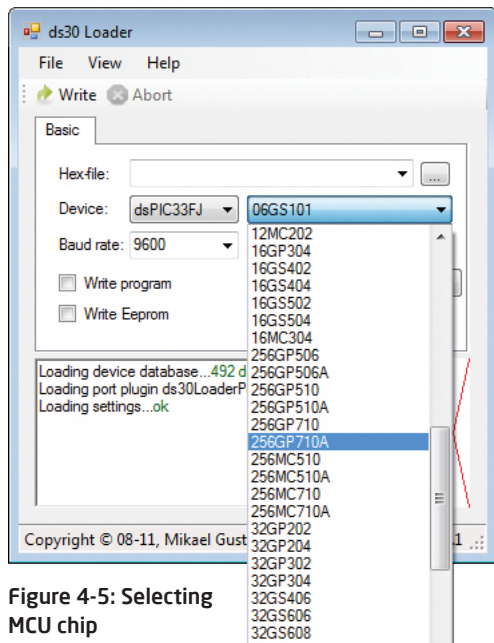 ds30 Loader
File View Help
Write Abort
Basic
Hex-file:
...
Device: dsPIC33FJ 06GS101
Baud rate: 9600
Write program
Write Eeprom
12MC202
16GP304
16GS402
16GS404
16GS502
16GS504
16MC304
256GP506
256GP506A
256GP510
256GP510A
256GP710
256GP710A
256MC510
256MC510A
256MC710
256MC710A
32GP202
32GP204
32GP302
32GP304
32GS406
32GS606
32GS608
Loading device database...492 d
Loading port plugin ds30LoaderP
Loading settings...ok
Copyright © 08-11, Mikael Gust
1
Figure 4-5: Selecting
MCU chip